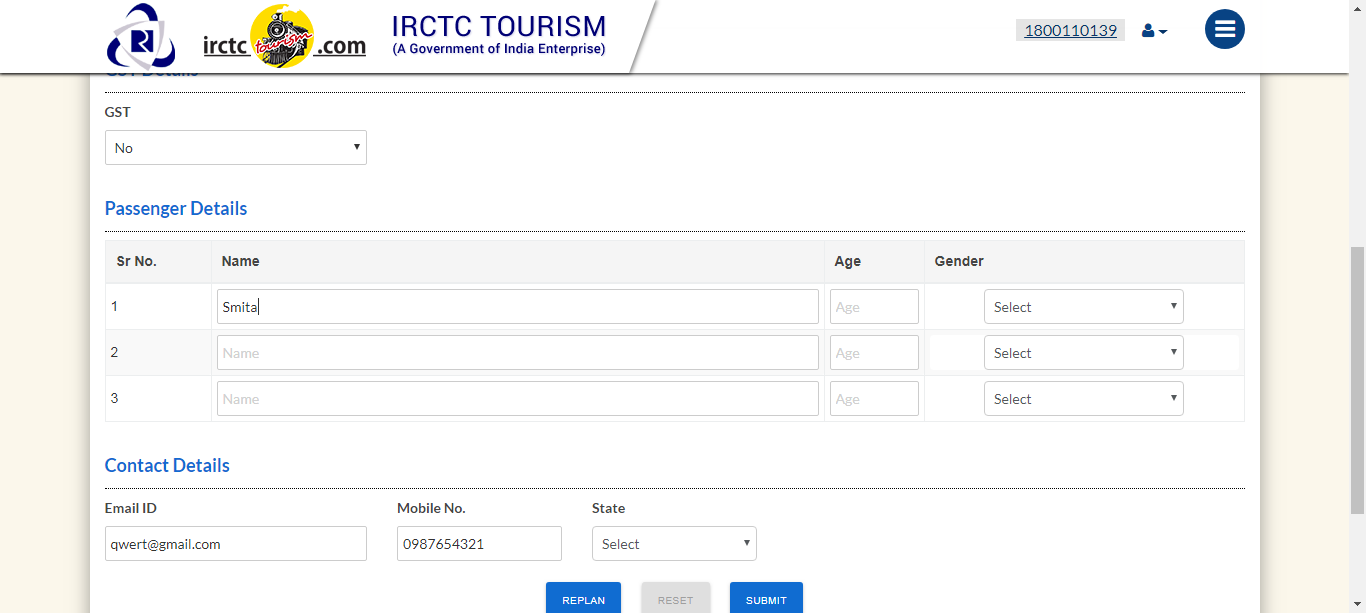 irctc tourism .com
IRCTC TOURISM
(A Government of India Enterprise)
1800110139
GST Details
GST
No
Passenger Details
Sr No. Name Age Gender
1 Smita Age Select
2 Name Age Select
3 Name Age Select
Contact Details
Email ID Mobile No. State
qwert@gmail.com 0987654321 Select
REPLAN RESET SUBMIT